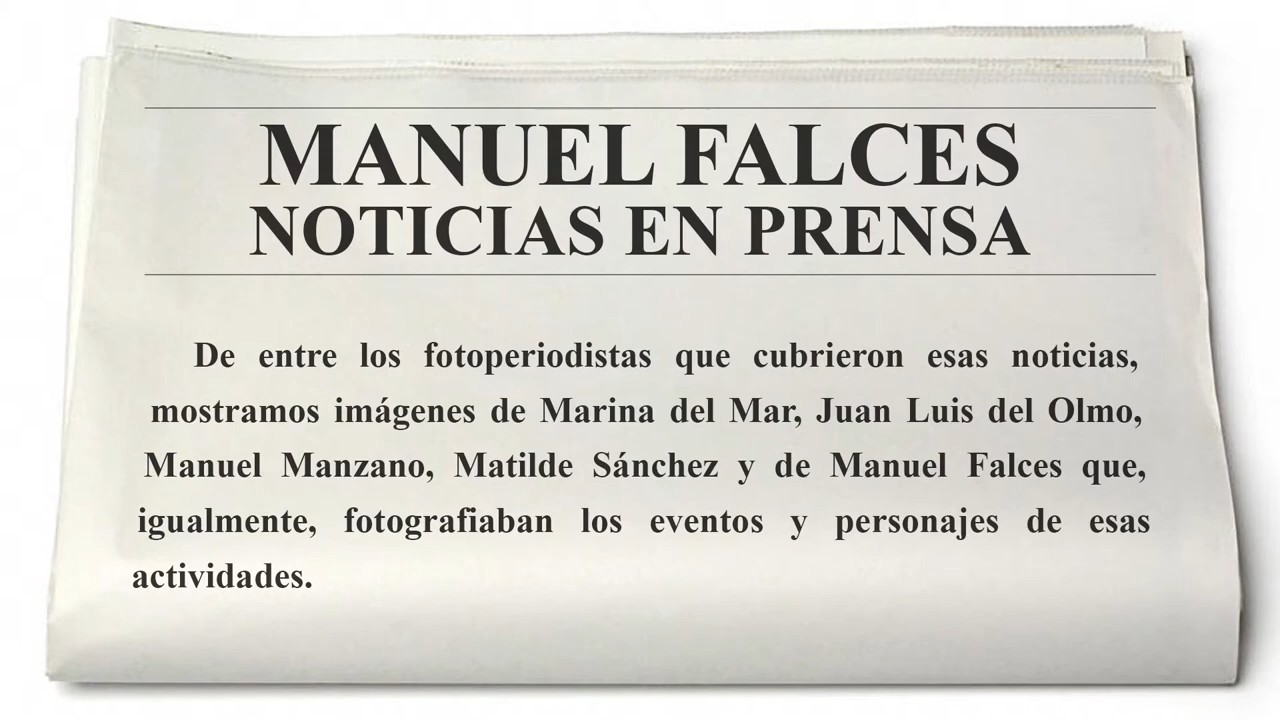 MANUEL FALCES
NOTICIAS EN PRENSA
De entre los fotoperiodistas que cubrieron esas noticias,
mostramos imágenes de Marina del Mar, Juan Luis del Olmo,
Manuel Manzano, Matilde Sánchez y de Manuel Falces que,
igualmente, fotografiaban los eventos y personajes de esas
actividades.